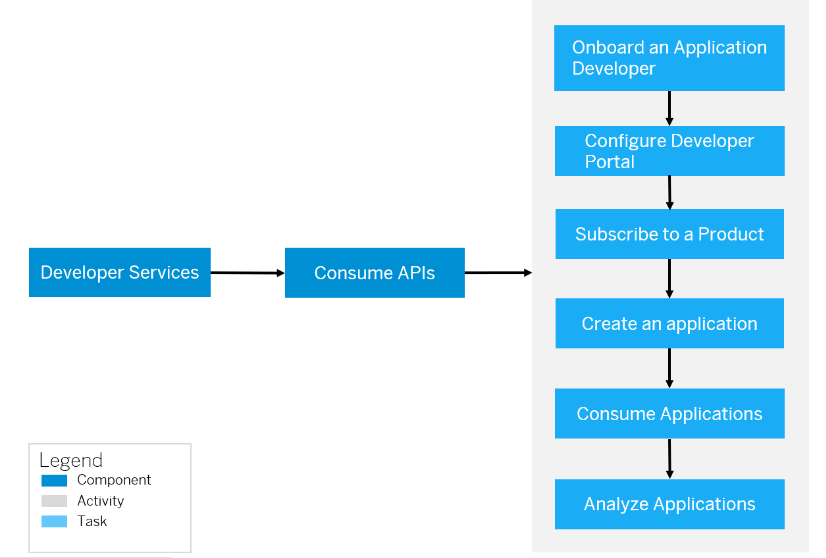 Onboard an Application
Developer
Configure Developer
Portal
Subscribe to a Product
Developer Services
Consume APIs
Create an application
Consume Applications
Analyze Applications
Legend
Component
Activity
Task